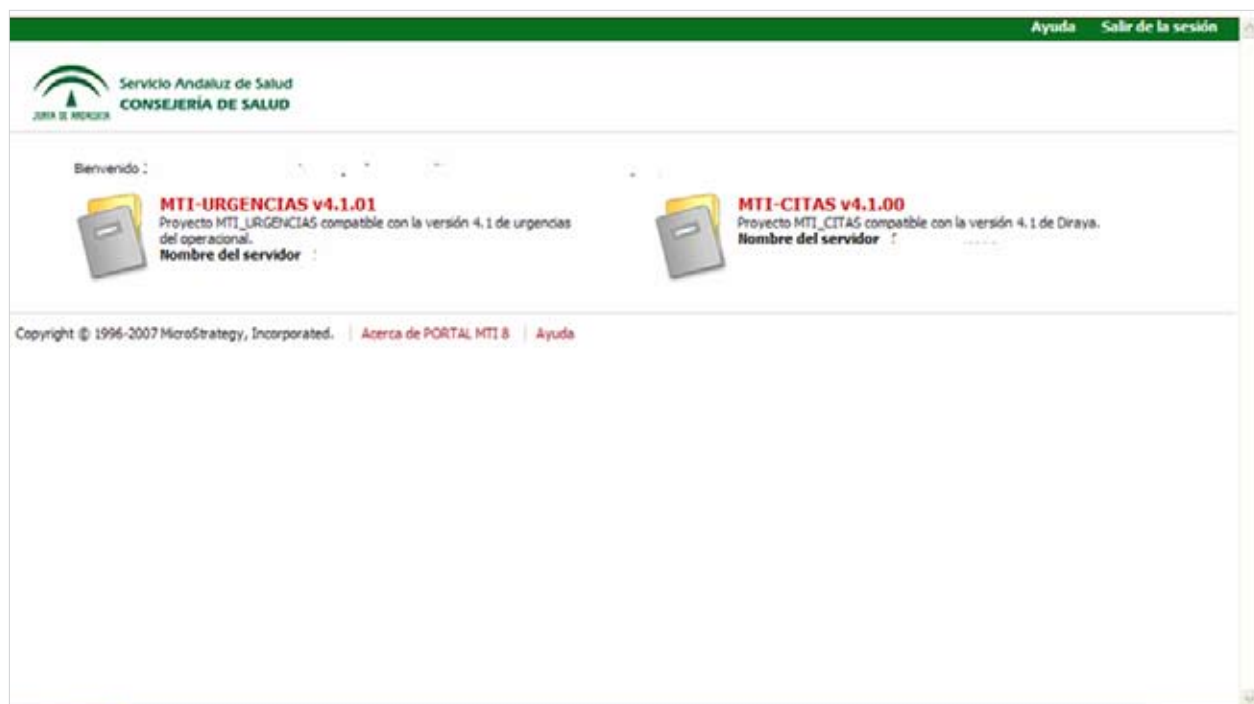 Ayuda Salir de la sesión
Servicio Andaluz de Salud
CONSEJERÍA DE SALUD
JUNTA DE ANDALUCIA
Bienvenido :
MTI-URGENCIAS v4.1.01
Proyecto MTI_URGENCIAS compatible con la versión 4.1 de urgencias
del operacional.
Nombre del servidor :
MTI-CITAS v4.1.00
Proyecto MTI_CITAS compatible con la versión 4.1 de Diraya.
Nombre del servidor :
Copyright © 1996-2007 MicroStrategy, Incorporated. | Acerca de PORTAL MTI 8 | Ayuda